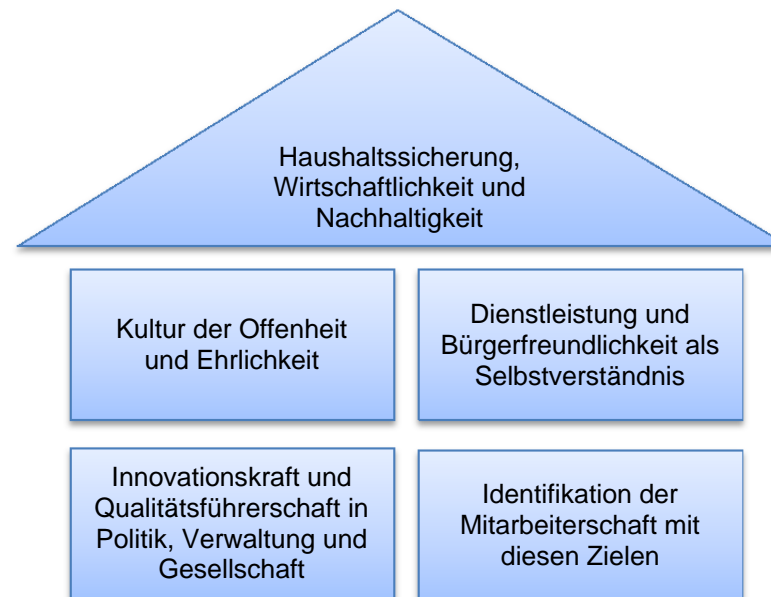 Haushaltssicherung,
Wirtschaftlichkeit und
Nachhaltigkeit
Kultur der Offenheit
und Ehrlichkeit
Dienstleistung und
Bürgerfreundlichkeit als
Selbstverständnis
Innovationskraft und
Qualitätsführerschaft in
Politik, Verwaltung und
Gesellschaft
Identifikation der
Mitarbeiterschaft mit
diesen Zielen